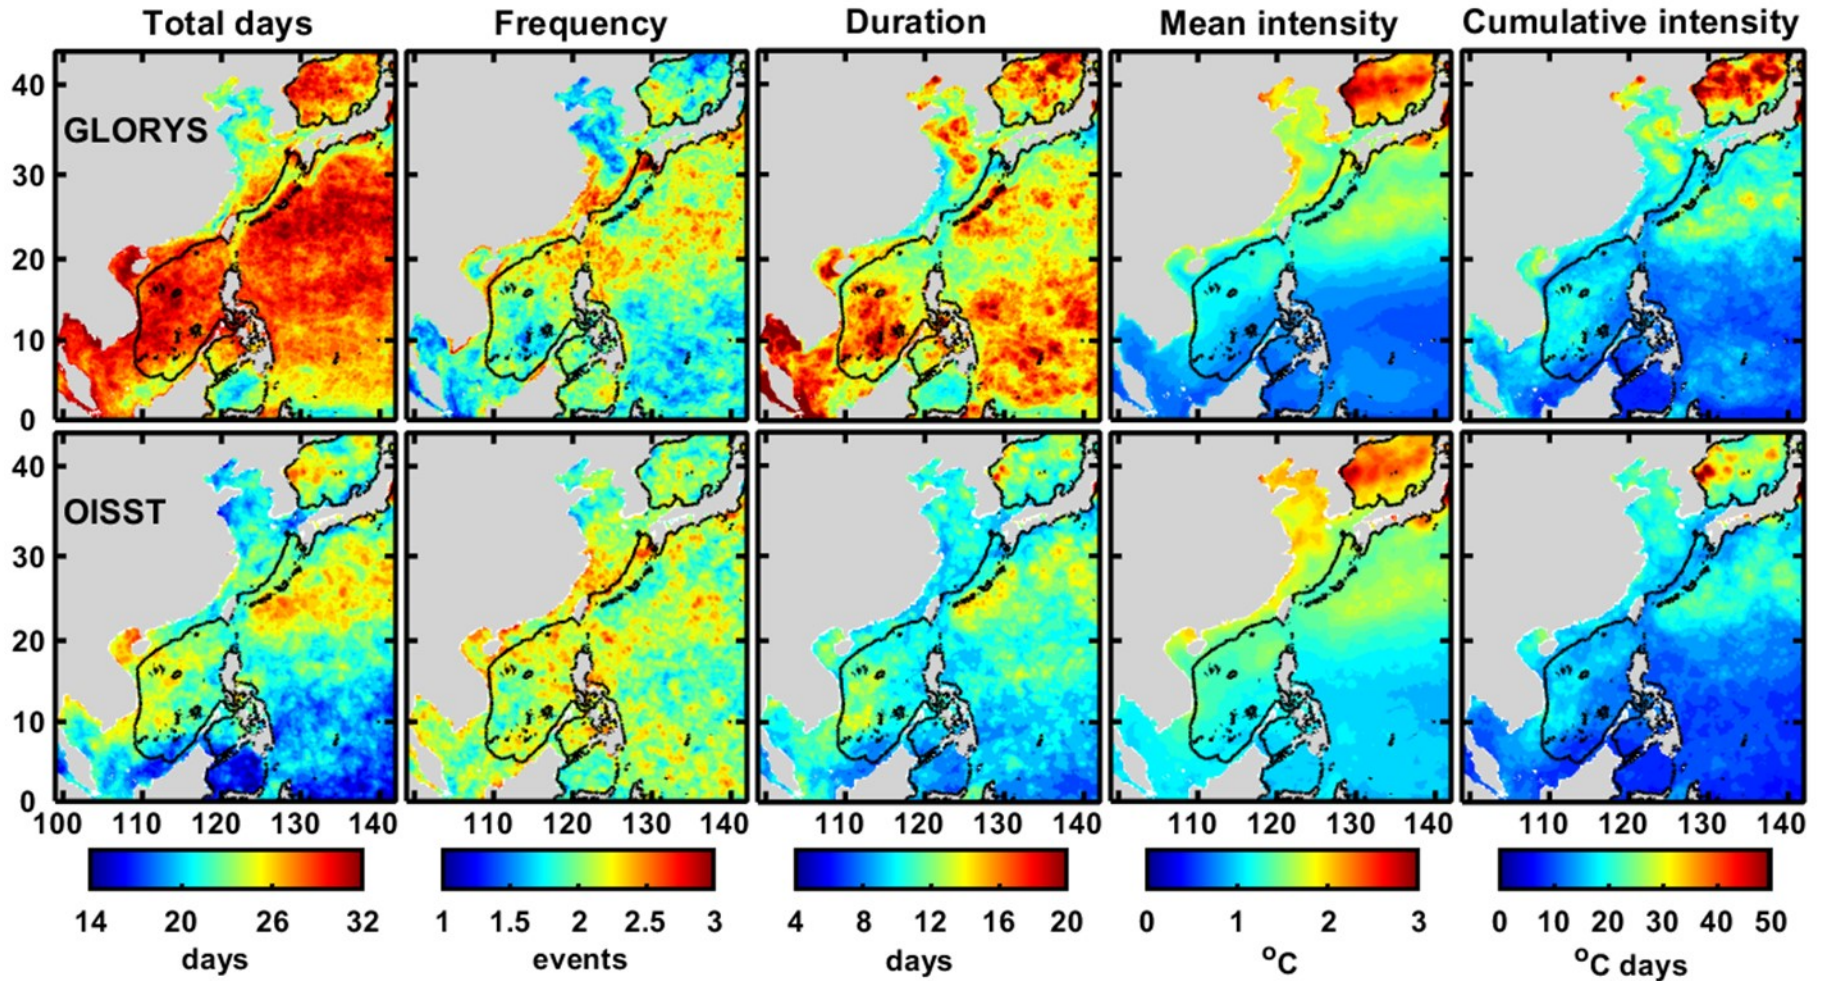 Total days Frequency Duration Mean intensity Cumulative intensity
40
GLORYS
30
20
10
0
40
OISST
30
20
10
0
100 110 120 130 140 110 120 130 140 110 120 130 140 110 120 130 140 110 120 130 140
14 20 26 32 1 1.5 2 2.5 3 4 8 12 16 20 0 1 2 3 0 10 20 30 40 50
days events days °C °C days